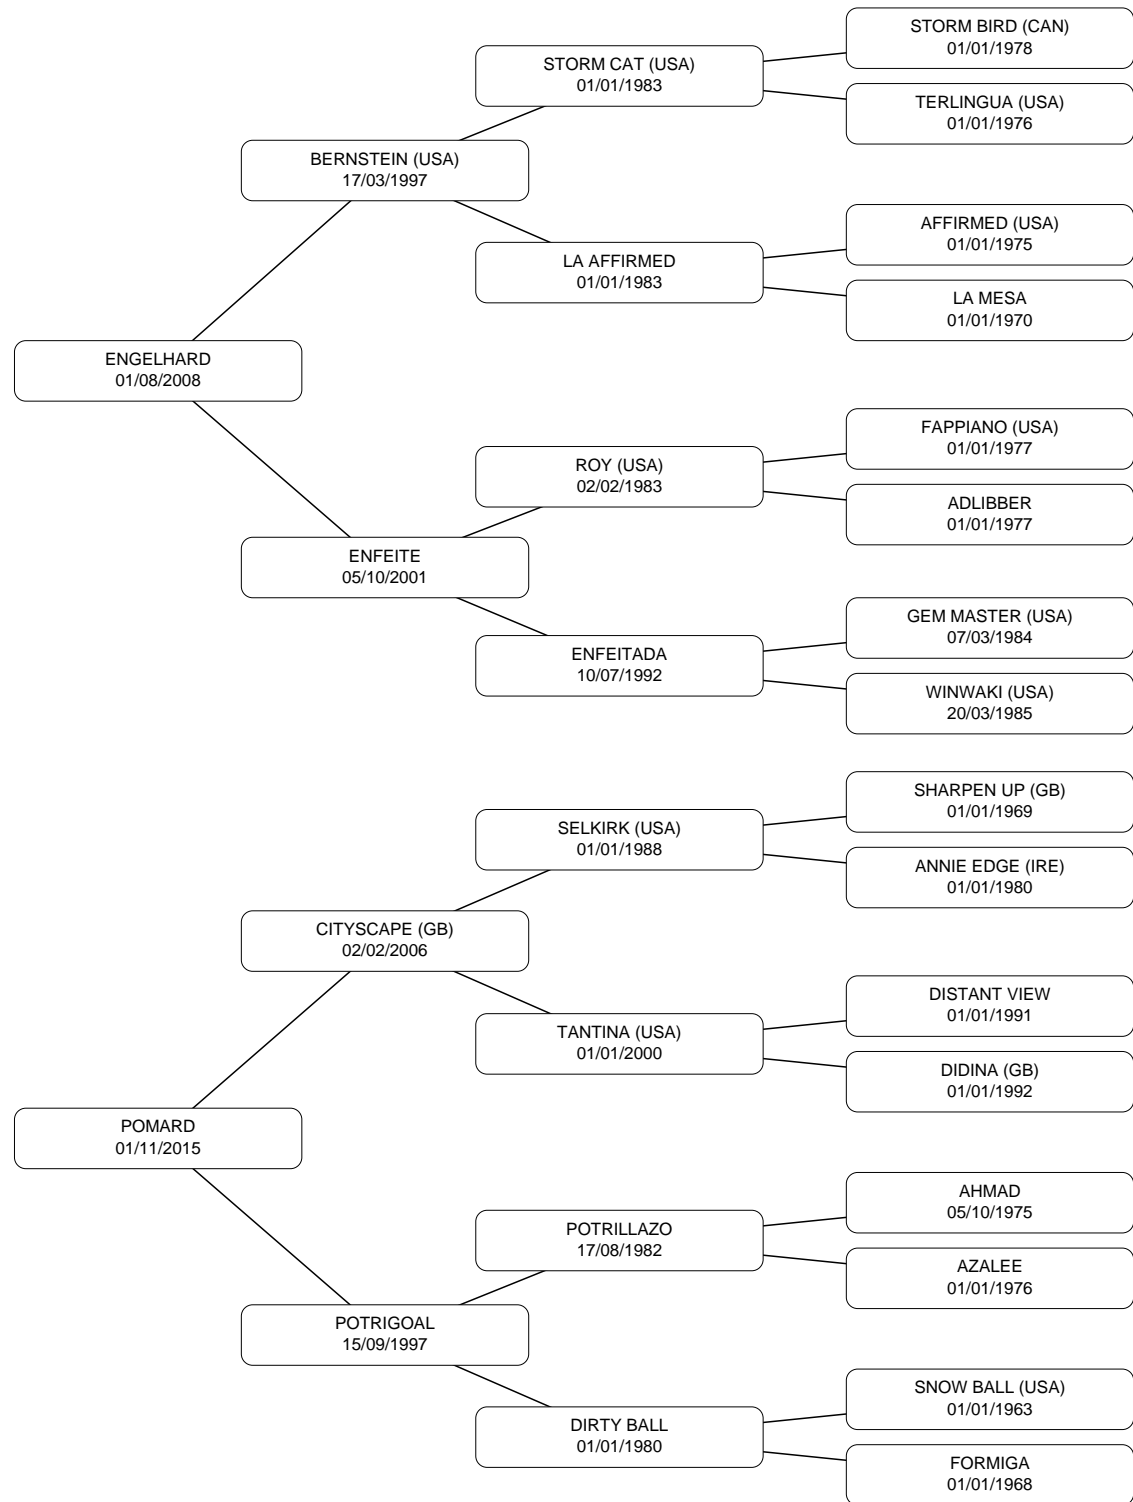 STORM BIRD (CAN)
01/01/1978
STORM CAT (USA)
01/01/1983
TERLINGUA (USA)
01/01/1976
BERNSTEIN (USA)
17/03/1997
AFFIRMED (USA)
01/01/1975
LA AFFIRMED
01/01/1983
LA MESA
01/01/1970
ENGELHARD
01/08/2008
FAPPIANO (USA)
01/01/1977
ROY (USA)
02/02/1983
ADLIBBER
01/01/1977
ENFEITE
05/10/2001
GEM MASTER (USA)
07/03/1984
ENFEITADA
10/07/1992
WINWAKI (USA)
20/03/1985
SHARPEN UP (GB)
01/01/1969
SELKIRK (USA)
01/01/1988
ANNIE EDGE (IRE)
01/01/1980
CITYSCAPE (GB)
02/02/2006
DISTANT VIEW
01/01/1991
TANTINA (USA)
01/01/2000
DIDINA (GB)
01/01/1992
POMARD
01/11/2015
AHMAD
05/10/1975
POTRILLAZO
17/08/1982
AZALEE
01/01/1976
POTRIGOAL
15/09/1997
SNOW BALL (USA)
01/01/1963
DIRTY BALL
01/01/1980
FORMIGA
01/01/1968